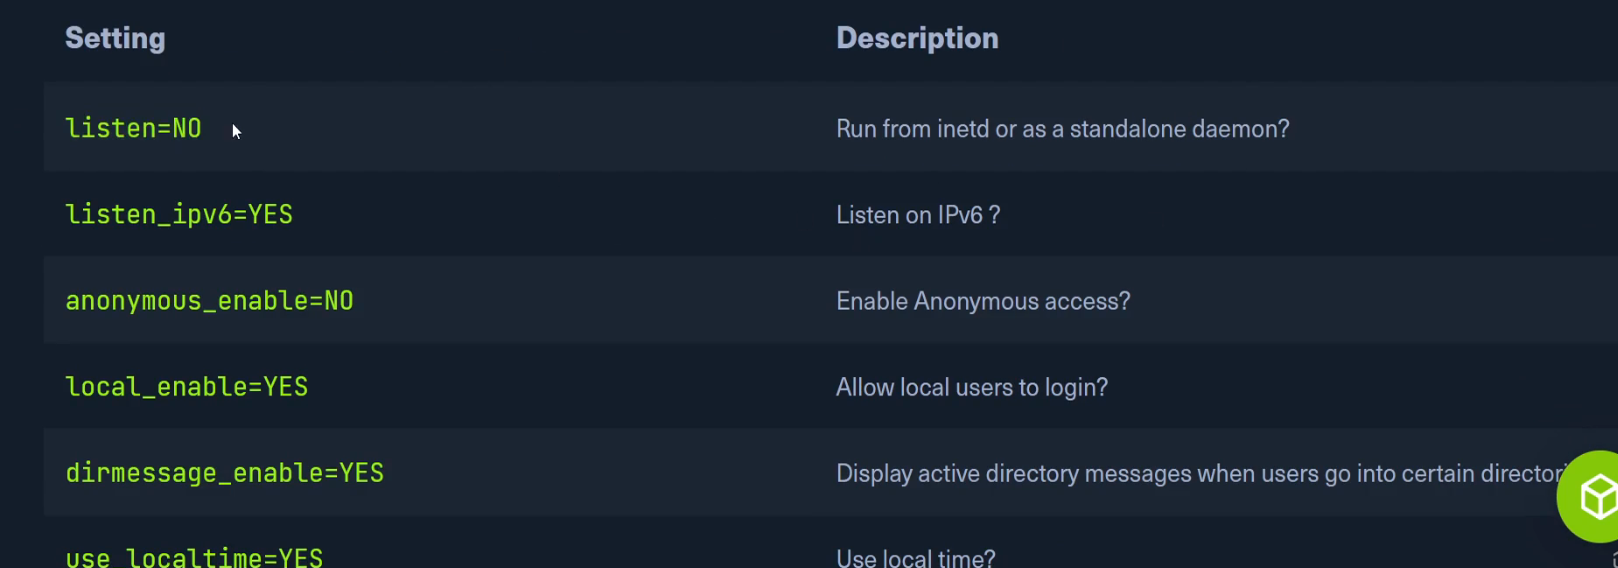 Setting Description
listen=NO Run from inetd or as a standalone daemon?
listen_ipv6=YES Listen on IPv6 ?
anonymous_enable=NO Enable Anonymous access?
local_enable=YES Allow local users to login?
dirmessage_enable=YES Display active directory messages when users go into certain
use_localtime=YES Use local time?